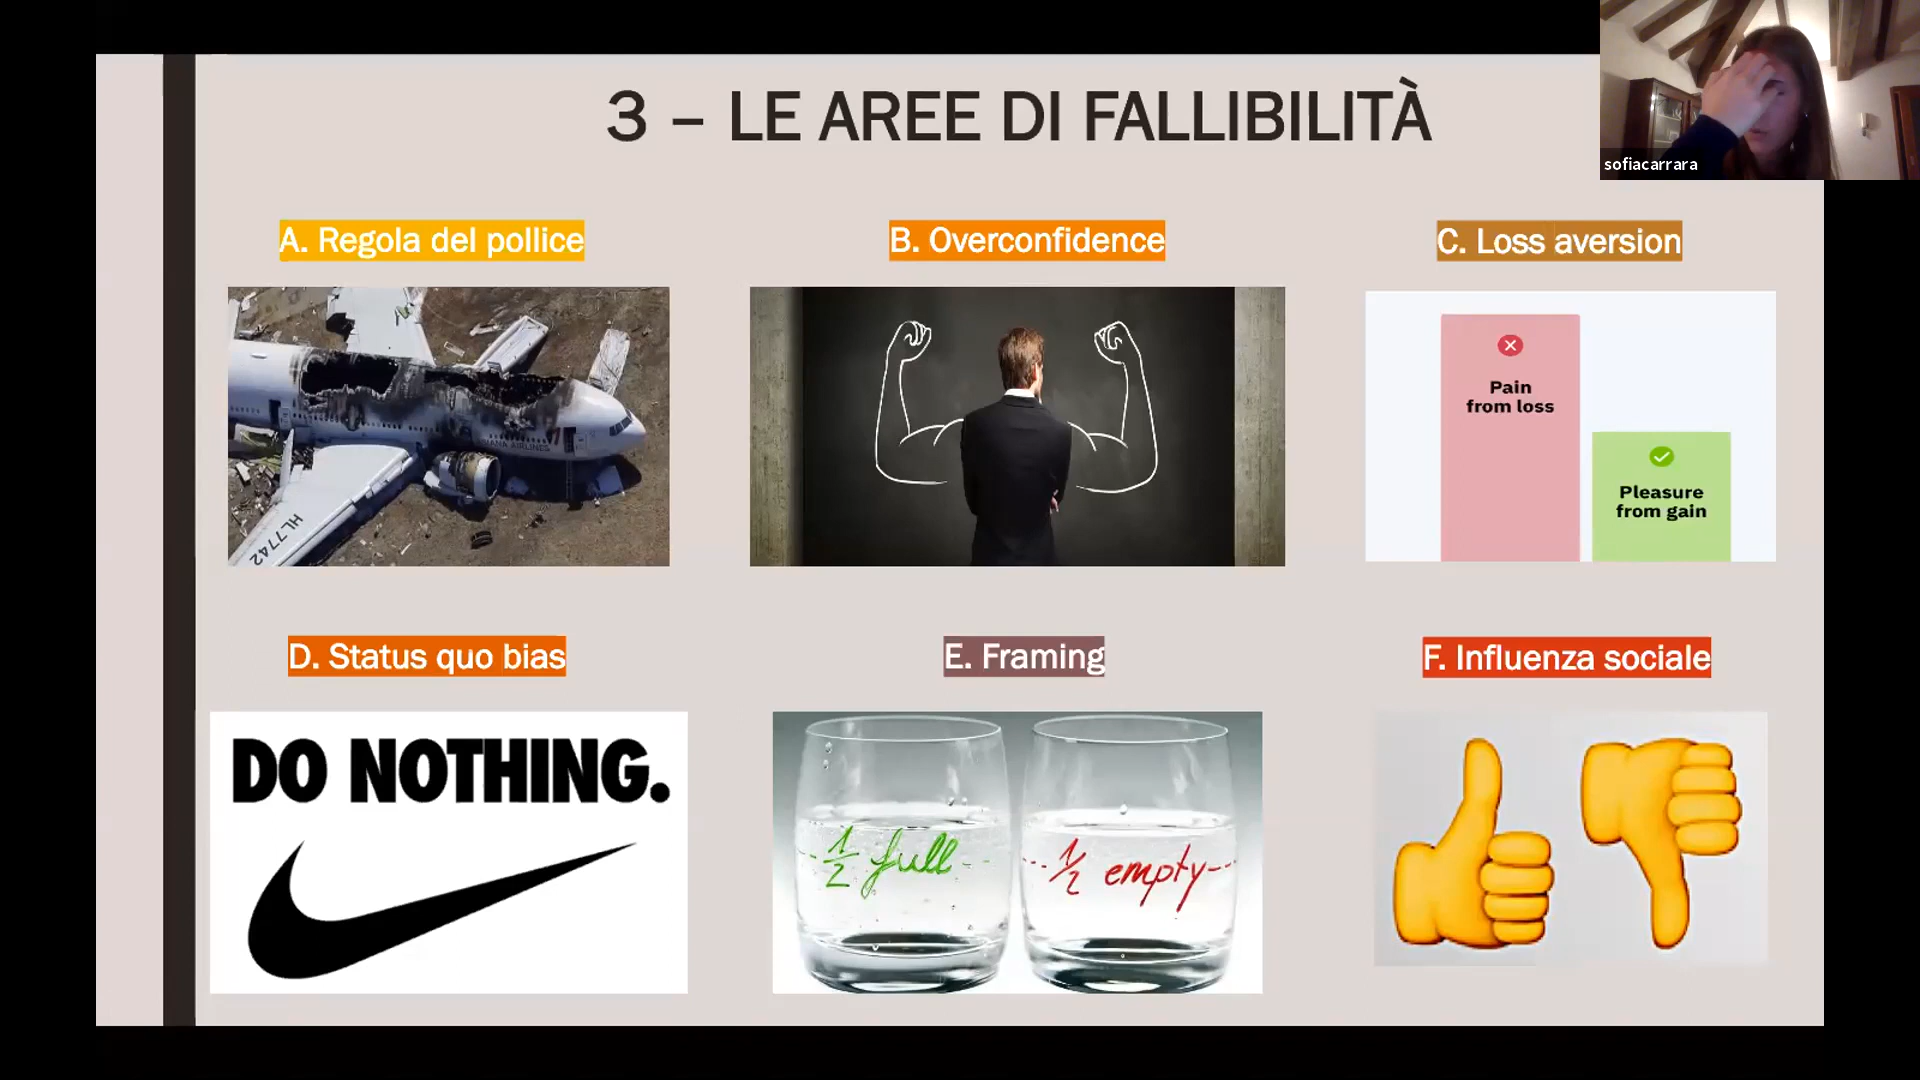 3 – LE AREE DI FALLIBILITÀ
sofiacarrara
A. Regola del pollice
B. Overconfidence
C. Loss aversion
HL7742
Pain
from loss
Pleasure
from gain
D. Status quo bias
E. Framing
F. Influenza sociale
DO NOTHING.
1/2 full
1/2 empty